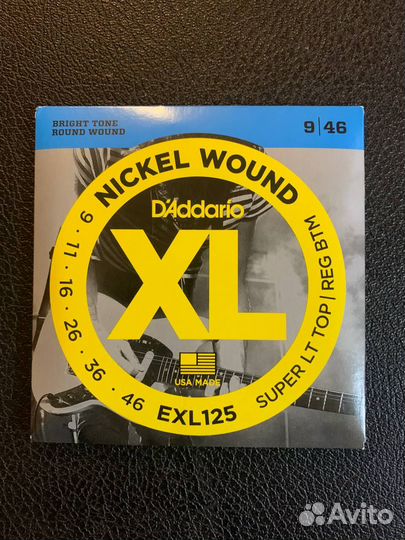 BRIGHT TONE
ROUND WOUND
9|46
NICKEL WOUND
D'Addario
XL
9 · 11 · 16 · 26 · 36 · 46
USA MADE
EXL125
SUPER LT TOP/REG BTM
Avito